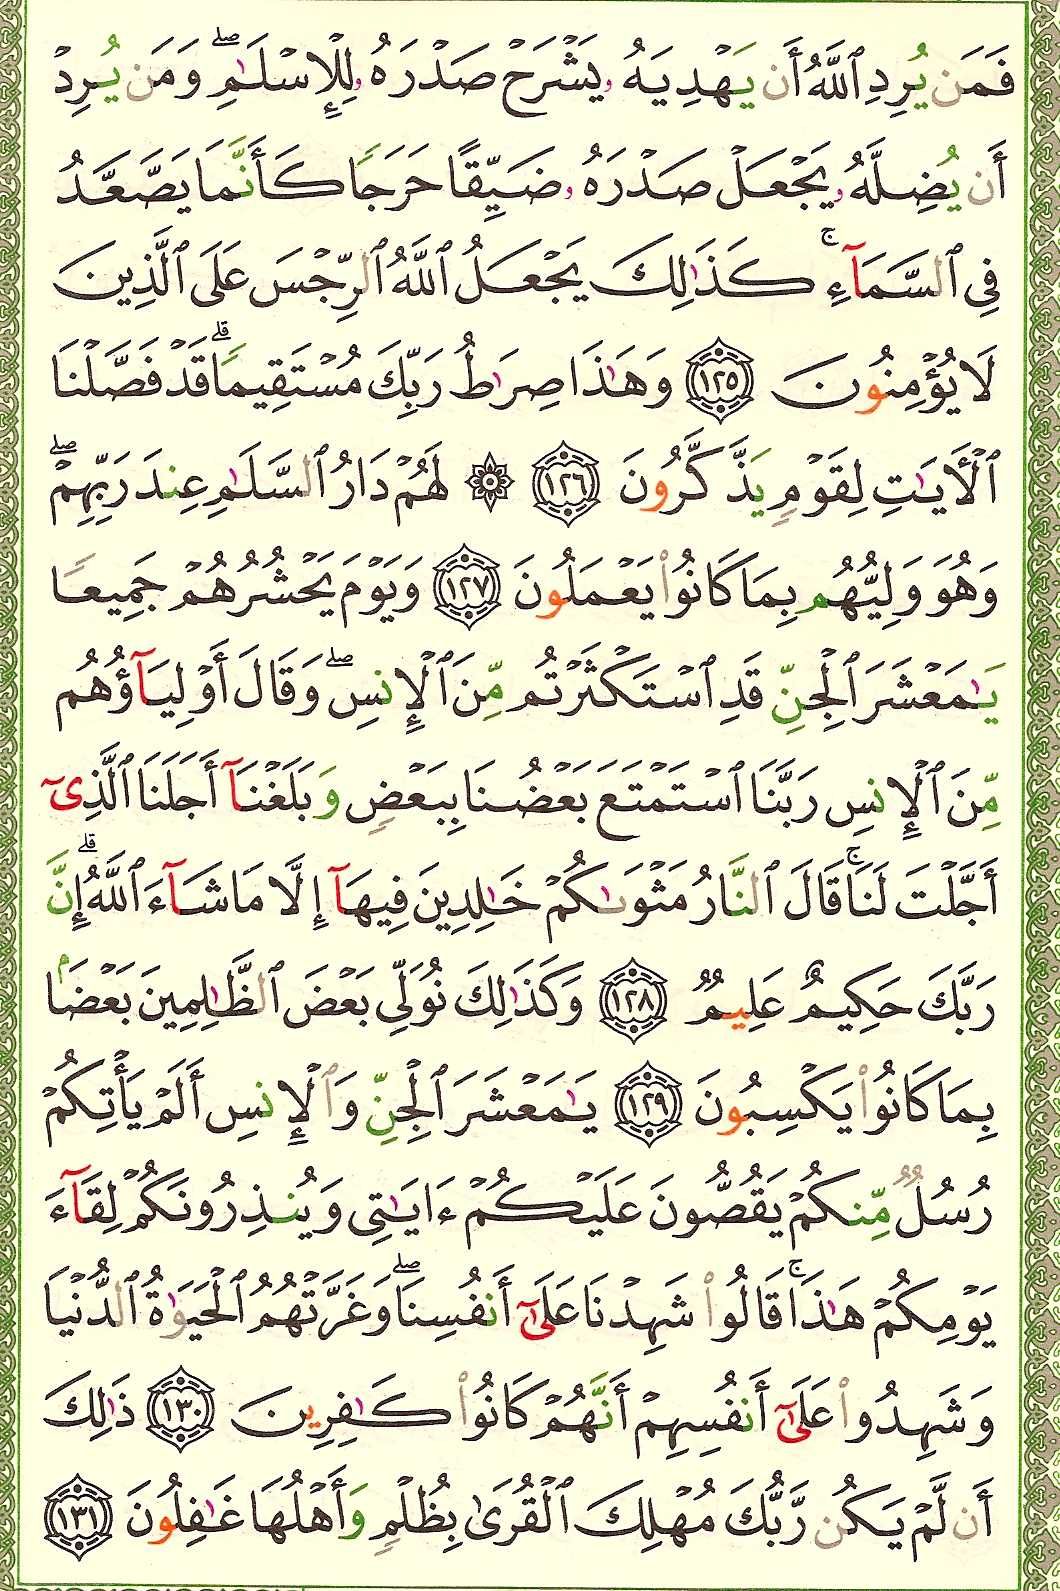 فَمَن يُرِدِ ٱللَّهُ أَن يَهْدِيَهُۥ يَشْرَحْ صَدْرَهُۥ لِلْإِسْلَـٰمِ ۖ وَمَن يُرِدْ
أَن يُضِلَّهُۥ يَجْعَلْ صَدْرَهُۥ ضَيِّقًا حَرَجًا كَأَنَّمَا يَصَّعَّدُ
فِى ٱلسَّمَآءِ ۚ كَذَٰلِكَ يَجْعَلُ ٱللَّهُ ٱلرِّجْسَ عَلَى ٱلَّذِينَ
لَا يُؤْمِنُونَ ١٢٥ وَهَـٰذَا صِرَٰطُ رَبِّكَ مُسْتَقِيمًا ۗ قَدْ فَصَّلْنَا
ٱلْأَيَـٰتِ لِقَوْمٍ يَذَّكَّرُونَ ١٢٦ ۞ لَهُمْ دَارُ ٱلسَّلَـٰمِ عِندَ رَبِّهِمْ ۖ
وَهُوَ وَلِيُّهُم بِمَا كَانُوا۟ يَعْمَلُونَ ١٢٧ وَيَوْمَ يَحْشُرُهُمْ جَمِيعًا
يَـٰمَعْشَرَ ٱلْجِنِّ قَدِ ٱسْتَكْثَرْتُم مِّنَ ٱلْإِنسِ ۖ وَقَالَ أَوْلِيَآؤُهُم
مِّنَ ٱلْإِنسِ رَبَّنَا ٱسْتَمْتَعَ بَعْضُنَا بِبَعْضٍ وَبَلَغْنَآ أَجَلَنَا ٱلَّذِىٓ
أَجَّلْتَ لَنَا ۚ قَالَ ٱلنَّارُ مَثْوَىٰكُمْ خَـٰلِدِينَ فِيهَآ إِلَّا مَا شَآءَ ٱللَّهُ ۗ إِنَّ
رَبَّكَ حَكِيمٌ عَلِيمٌ ١٢٨ وَكَذَٰلِكَ نُوَلِّى بَعْضَ ٱلظَّـٰلِمِينَ بَعْضًۢا
بِمَا كَانُوا۟ يَكْسِبُونَ ١٢٩ يَـٰمَعْشَرَ ٱلْجِنِّ وَٱلْإِنسِ أَلَمْ يَأْتِكُمْ
رُسُلٌ مِّنكُمْ يَقُصُّونَ عَلَيْكُمْ ءَايَـٰتِى وَيُنذِرُونَكُمْ لِقَآءَ
يَوْمِكُمْ هَـٰذَا ۚ قَالُوا۟ شَهِدْنَا عَلَىٰٓ أَنفُسِنَا ۖ وَغَرَّتْهُمُ ٱلْحَيَوٰةُ ٱلدُّنْيَا
وَشَهِدُوا۟ عَلَىٰٓ أَنفُسِهِمْ أَنَّهُمْ كَانُوا۟ كَـٰفِرِينَ ١٣٠ ذَٰلِكَ
أَن لَّمْ يَكُن رَّبُّكَ مُهْلِكَ ٱلْقُرَىٰ بِظُلْمٍ وَأَهْلُهَا غَـٰفِلُونَ ١٣١